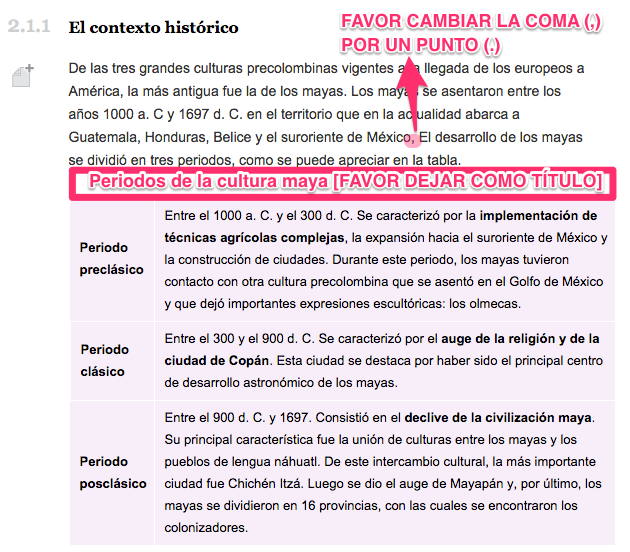 2.1.1 El contexto histórico
FAVOR CAMBIAR LA COMA (,)
POR UN PUNTO (.)
De las tres grandes culturas precolombinas vigentes a la llegada de los europeos a
América, la más antigua fue la de los mayas. Los mayas se asentaron entre los
años 1000 a. C y 1697 d. C. en el territorio que en la actualidad abarca a
Guatemala, Honduras, Belice y el suroriente de México, El desarrollo de los mayas
se dividió en tres periodos, como se puede apreciar en la tabla.
Periodos de la cultura maya [FAVOR DEJAR COMO TÍTULO]
Periodo
preclásico
Entre el 1000 a. C. y el 300 d. C. Se caracterizó por la implementación de
técnicas agrícolas complejas, la expansión hacia el suroriente de México y
la construcción de ciudades. Durante este periodo, los mayas tuvieron
contacto con otra cultura precolombina que se asentó en el Golfo de México
y que dejó importantes expresiones escultóricas: los olmecas.
Periodo
clásico
Entre el 300 y el 900 d. C. Se caracterizó por el auge de la religión y de la
ciudad de Copán. Esta ciudad se destaca por haber sido el principal centro
de desarrollo astronómico de los mayas.
Periodo
posclásico
Entre el 900 d. C. y 1697. Consistió en el declive de la civilización maya.
Su principal característica fue la unión de culturas entre los mayas y los
pueblos de lengua náhuatl. De este intercambio cultural, la más importante
ciudad fue Chichén Itzá. Luego se dio el auge de Mayapán y, por último, los
mayas se dividieron en 16 provincias, con las cuales se encontraron los
colonizadores.